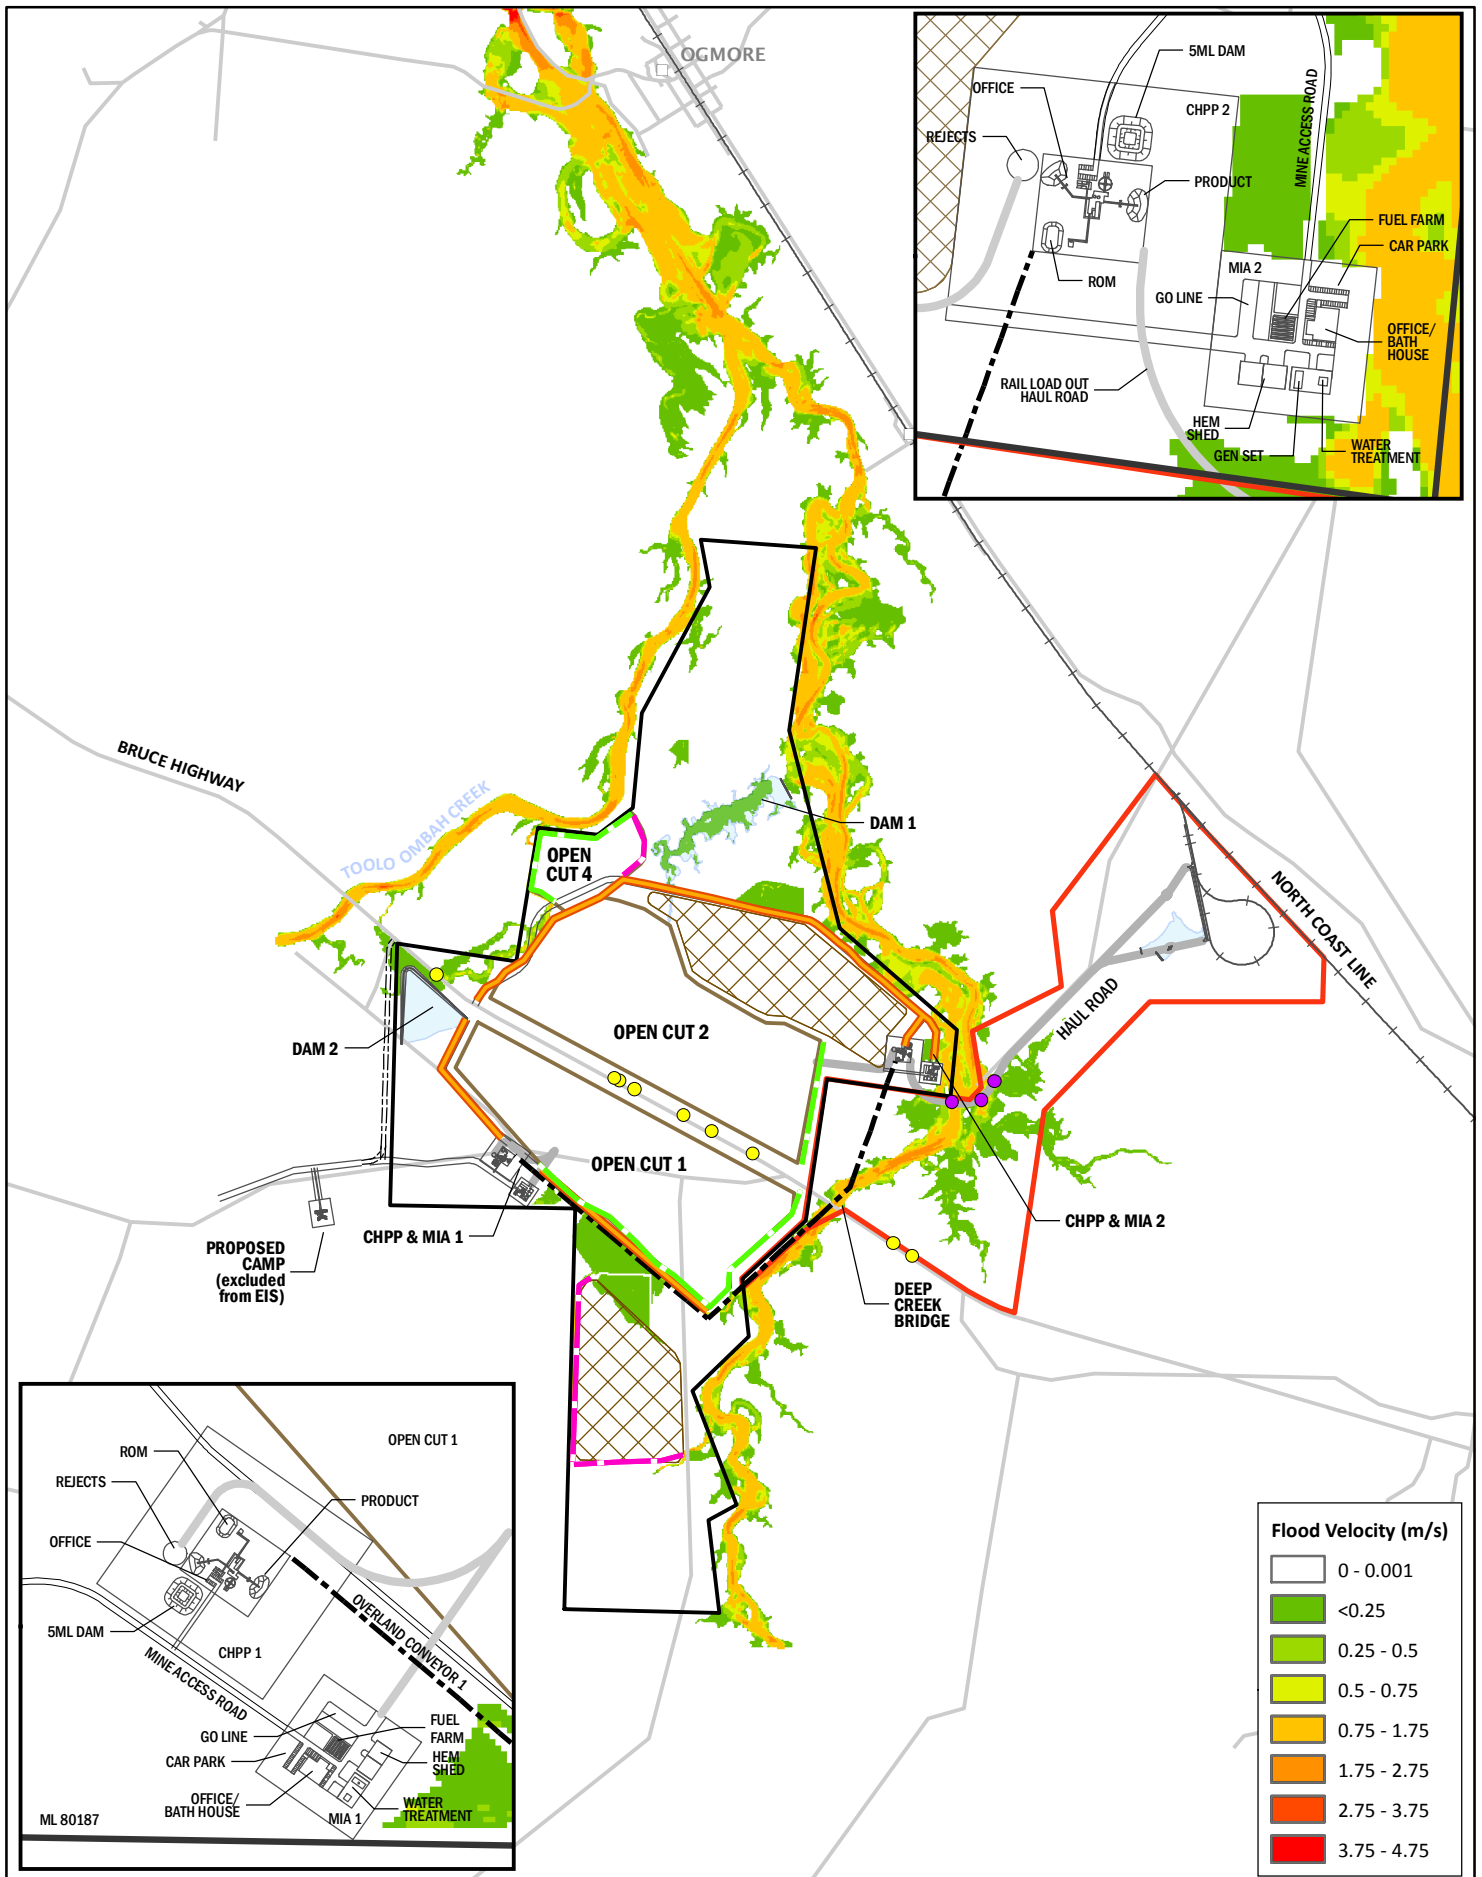 OGMORE
5ML DAM
OFFICE
CHPP 2
REJECTS
MINE ACCESS ROAD
PRODUCT
FUEL FARM
CAR PARK
ROM
MIA 2
GO LINE
OFFICE/
BATH
HOUSE
RAIL LOAD OUT
HAUL ROAD
HEM
SHED
GEN SET
WATER
TREATMENT
BRUCE HIGHWAY
TOOLO OMBAH CREEK
DAM 1
OPEN
CUT 4
NORTH COAST LINE
HAUL ROAD
OPEN CUT 2
DAM 2
OPEN CUT 1
CHPP & MIA 1
CHPP & MIA 2
PROPOSED
CAMP
(excluded
from EIS)
DEEP
CREEK
BRIDGE
OPEN CUT 1
ROM
REJECTS
PRODUCT
OFFICE
5ML DAM
CHPP 1
OVERLAND CONVEYOR 1
MINE ACCESS ROAD
GO LINE
FUEL
FARM
CAR PARK
HEM
SHED
OFFICE/
BATH HOUSE
WATER
TREATMENT
MIA 1
ML 80187
Flood Velocity (m/s)
0 - 0.001
<0.25
0.25 - 0.5
0.5 - 0.75
0.75 - 1.75
1.75 - 2.75
2.75 - 3.75
3.75 - 4.75